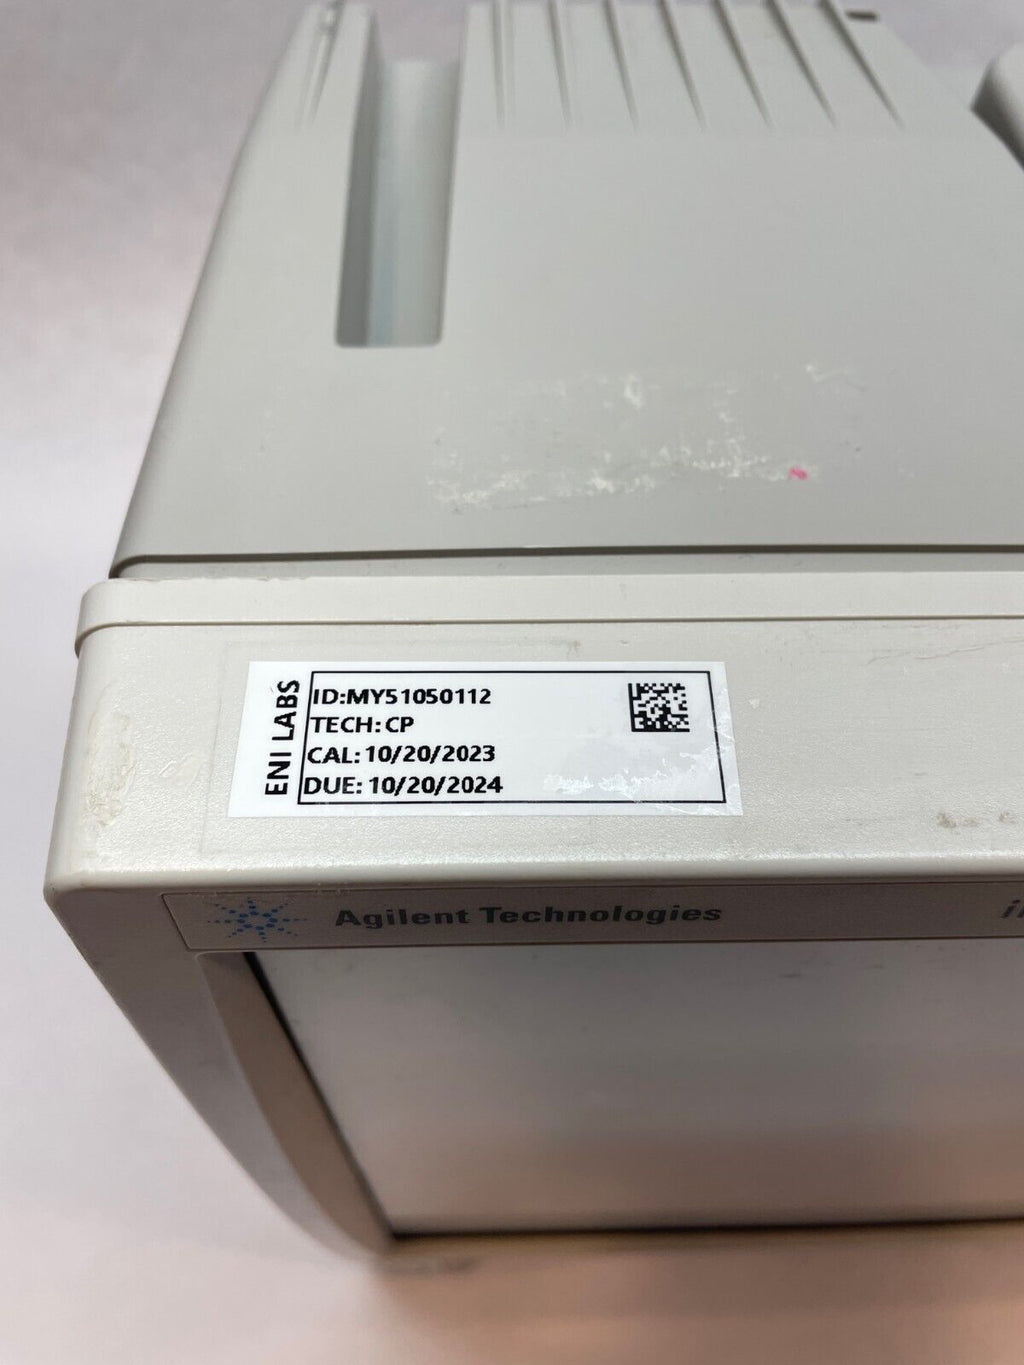 ENI LABS
ID:MY51050112
TECH: CP
CAL: 10/20/2023
DUE: 10/20/2024
Agilent Technologies